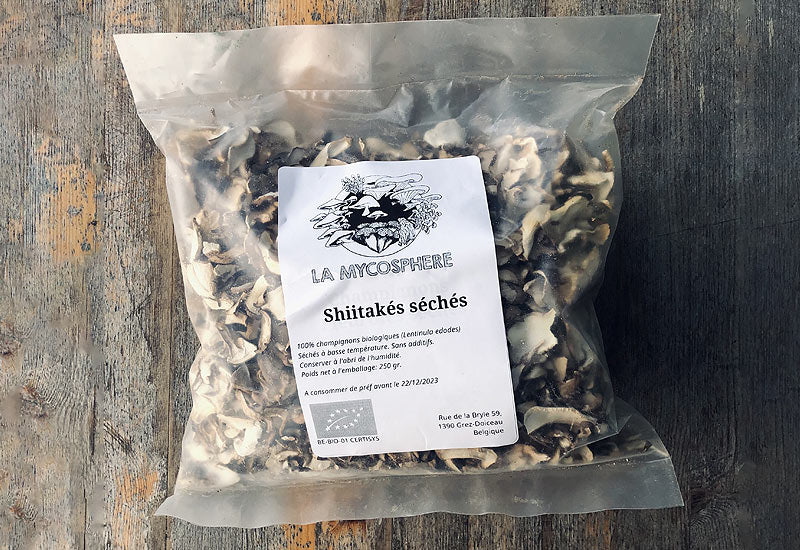 LA MYCOSPHERE
Shiitakés séchés
100% champignons biologiques (Lentinula edodes)
Séchés à basse température. Sans additifs.
Conserver à l'abri de l'humidité.
Poids net à l'emballage: 250 gr.
A consommer de préf avant le 22/12/2023
BE-BIO-01 CERTISYS
Rue de la Bryle 59,
1390 Grez-Doiceau
Belgique